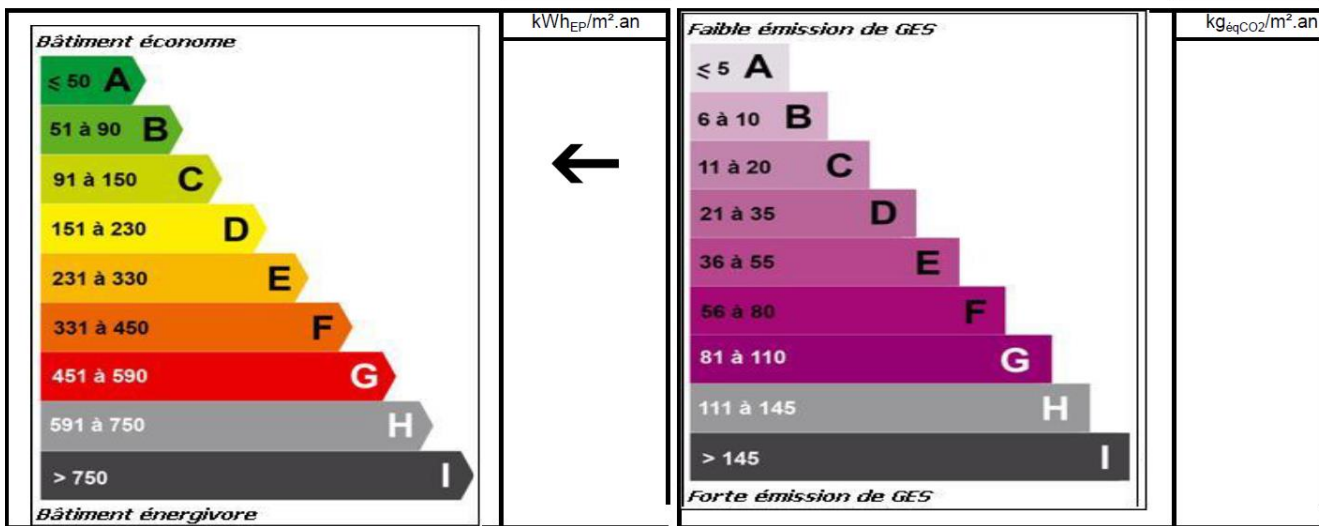 Bâtiment économe
≤ 50 A
51 à 90 B
91 à 150 C
151 à 230 D
231 à 330 E
331 à 450 F
451 à 590 G
591 à 750 H
> 750 I
Bâtiment énergivore
kWhEP/m².an
Faible émission de GES
≤ 5 A
6 à 10 B
11 à 20 C
21 à 35 D
36 à 55 E
56 à 80 F
81 à 110 G
111 à 145 H
> 145 I
Forte émission de GES
kgéqCO2/m².an